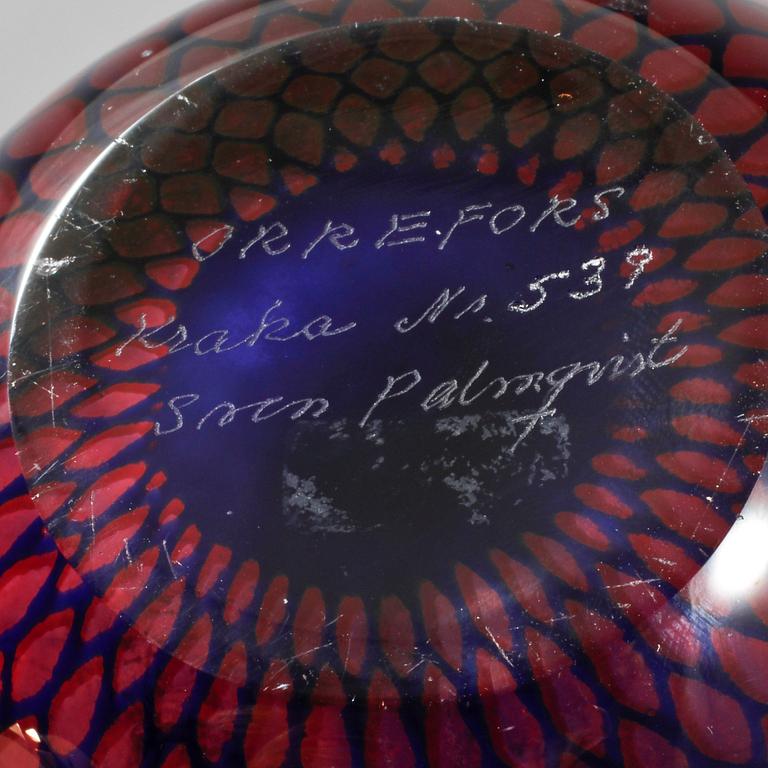 ORREFORS
Kraka Nr. 539
Sven Palmqvist